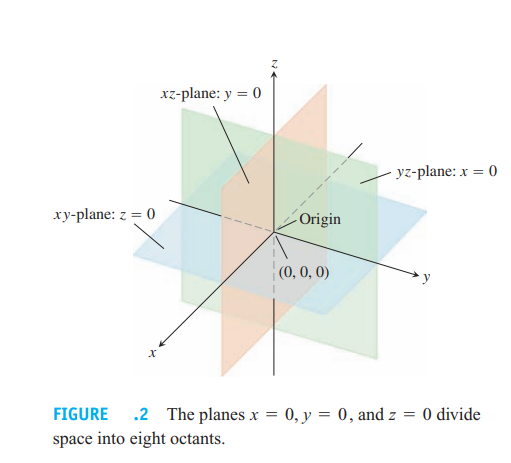 z
xz-plane: y = 0
yz-plane: x = 0
xy-plane: z = 0
Origin
(0, 0, 0)
y
x
FIGURE .2 The planes x = 0, y = 0, and z = 0 divide
space into eight octants.